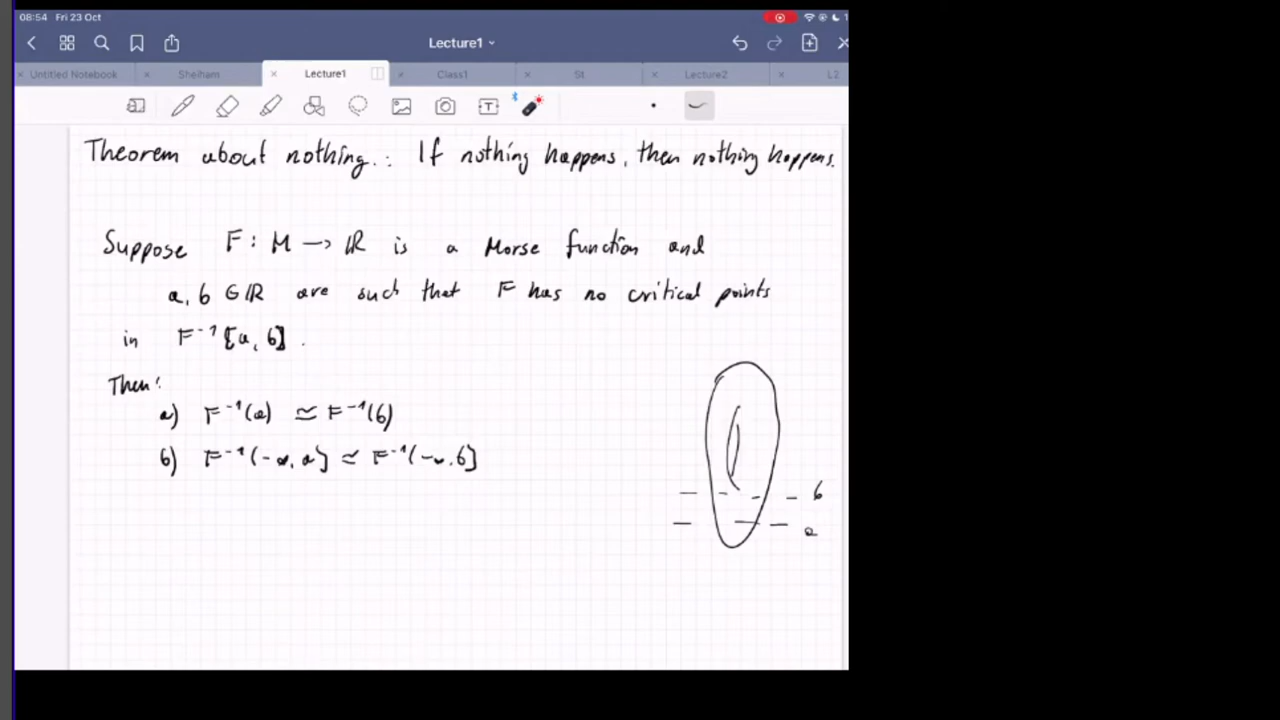 08:54 Fri 23 Oct
Lecture1
Untitled Notebook Sheiham Lecture1 Class1 St. Lecture2 L2
Theorem about nothing.: If nothing happens, then nothing happens.
Suppose F: M → ℝ is a Morse function and
a, b ∈ ℝ are such that F has no critical points
in F⁻¹[a, b].
Then:
a) F⁻¹(a) ≃ F⁻¹(b)
b) F⁻¹(-∞, a] ≃ F⁻¹(-∞, b]
b
a